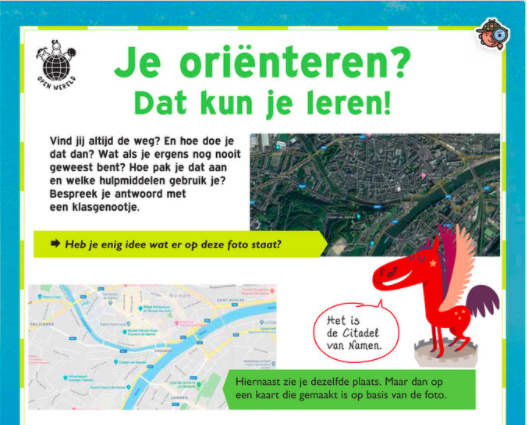 Je oriënteren?
Dat kun je leren!
OPEN WERELD
Vind jij altijd de weg? En hoe doe je
dat dan? Wat als je ergens nog nooit
geweest bent? Hoe pak je dat aan
en welke hulpmiddelen gebruik je?
Bespreek je antwoord met
een klasgenootje.
Heb je enig idee wat er op deze foto staat?
Het is
de Citadel
van Namen.
Hiernaast zie je dezelfde plaats. Maar dan op
een kaart die gemaakt is op basis van de foto.
SALZINNES
JAMBES